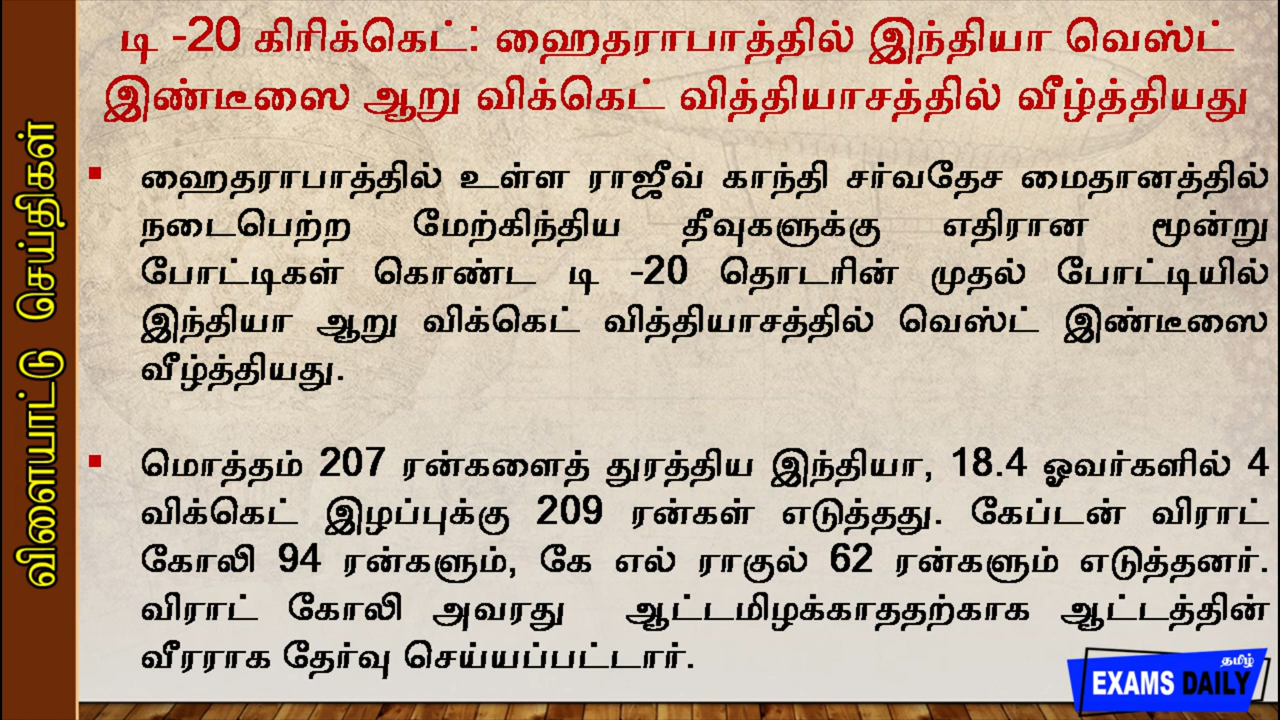 விளையாட்டு செய்திகள்
டி -20 கிரிக்கெட்: ஹைதராபாத்தில் இந்தியா வெஸ்ட்
இண்டீஸை ஆறு விக்கெட் வித்தியாசத்தில் வீழ்த்தியது
▪ ஹைதராபாத்தில் உள்ள ராஜீவ் காந்தி சர்வதேச மைதானத்தில்
நடைபெற்ற மேற்கிந்திய தீவுகளுக்கு எதிரான மூன்று
போட்டிகள் கொண்ட டி -20 தொடரின் முதல் போட்டியில்
இந்தியா ஆறு விக்கெட் வித்தியாசத்தில் வெஸ்ட் இண்டீஸை
வீழ்த்தியது.
▪ மொத்தம் 207 ரன்களைத் துரத்திய இந்தியா, 18.4 ஓவர்களில் 4
விக்கெட் இழப்புக்கு 209 ரன்கள் எடுத்தது. கேப்டன் விராட்
கோலி 94 ரன்களும், கே எல் ராகுல் 62 ரன்களும் எடுத்தனர்.
விராட் கோலி அவரது ஆட்டமிழக்காததற்காக ஆட்டத்தின்
வீரராக தேர்வு செய்யப்பட்டார்.
தமிழ்
EXAMS DAILY